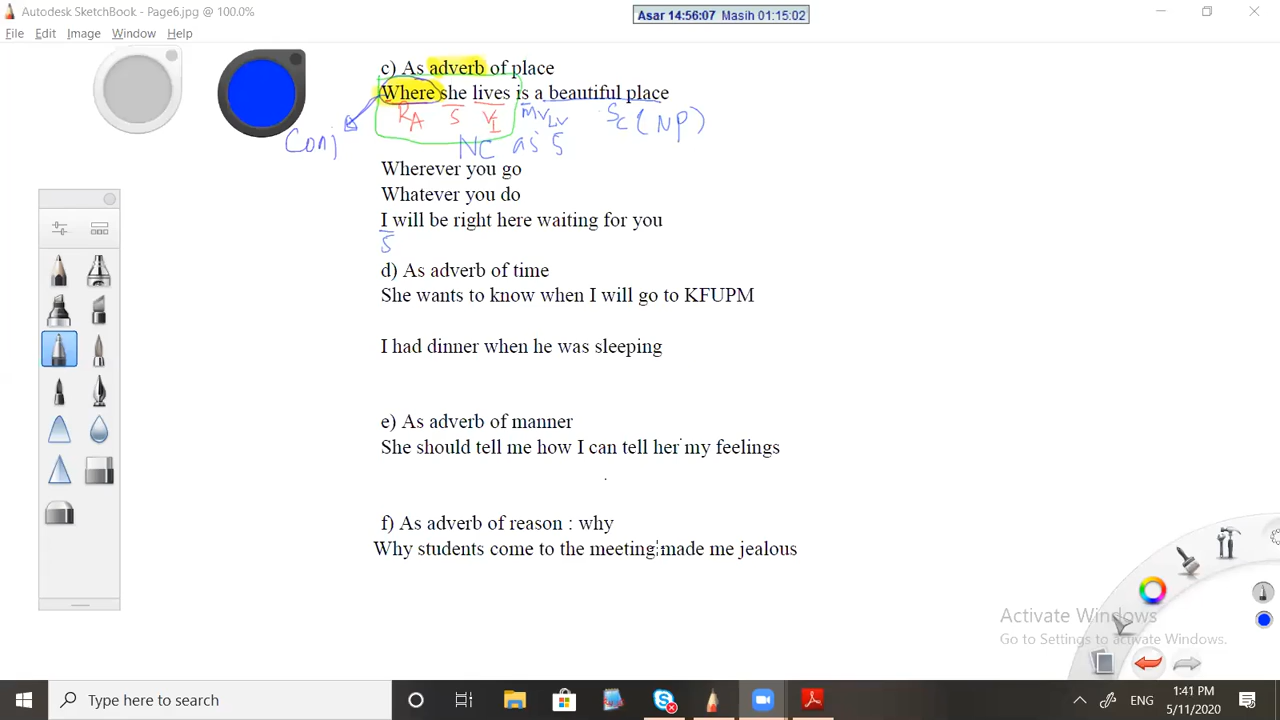 Autodesk SketchBook - Page6.jpg @ 100.0%
Asar 14:56:07 Masih 01:15:02
File Edit Image Window Help
c) As adverb of place
Where she lives is a beautiful place
RA S VI MVLV SC (NP)
Conj NC as S
Wherever you go
Whatever you do
I will be right here waiting for you
S
d) As adverb of time
She wants to know when I will go to KFUPM
I had dinner when he was sleeping
e) As adverb of manner
She should tell me how I can tell her my feelings
f) As adverb of reason : why
Why students come to the meeting made me jealous
Activate Windows
Go to Settings to activate Windows.
Type here to search
ENG
1:41 PM
5/11/2020